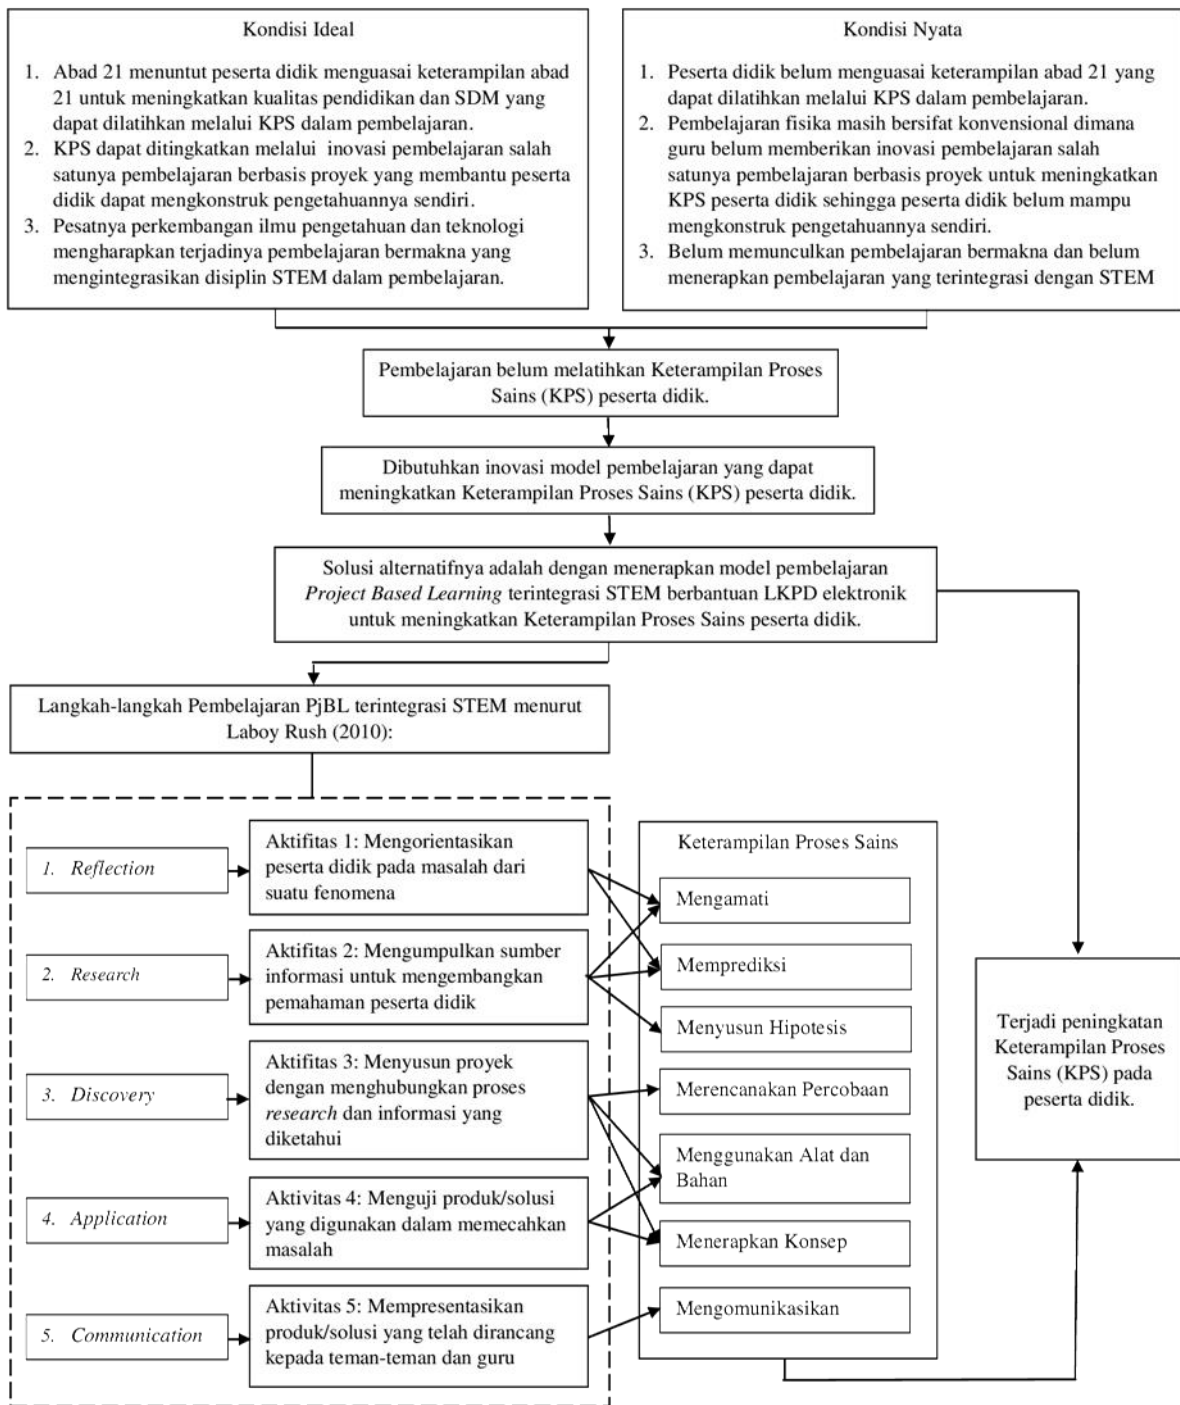 Kondisi Ideal
1. Abad 21 menuntut peserta didik menguasai keterampilan abad
21 untuk meningkatkan kualitas pendidikan dan SDM yang
dapat dilatihkan melalui KPS dalam pembelajaran.
2. KPS dapat ditingkatkan melalui inovasi pembelajaran salah
satunya pembelajaran berbasis proyek yang membantu peserta
didik dapat mengkonstruk pengetahuannya sendiri.
3. Pesatnya perkembangan ilmu pengetahuan dan teknologi
mengharapkan terjadinya pembelajaran bermakna yang
mengintegrasikan disiplin STEM dalam pembelajaran.
Kondisi Nyata
1. Peserta didik belum menguasai keterampilan abad 21 yang
dapat dilatihkan melalui KPS dalam pembelajaran.
2. Pembelajaran fisika masih bersifat konvensional dimana
guru belum memberikan inovasi pembelajaran salah
satunya pembelajaran berbasis proyek untuk meningkatkan
KPS peserta didik sehingga peserta didik belum mampu
mengkonstruk pengetahuannya sendiri.
3. Belum memunculkan pembelajaran bermakna dan belum
menerapkan pembelajaran yang terintegrasi dengan STEM
Pembelajaran belum melatihkan Keterampilan Proses
Sains (KPS) peserta didik.
Dibutuhkan inovasi model pembelajaran yang dapat
meningkatkan Keterampilan Proses Sains (KPS) peserta didik.
Solusi alternatifnya adalah dengan menerapkan model pembelajaran
Project Based Learning terintegrasi STEM berbantuan LKPD elektronik
untuk meningkatkan Keterampilan Proses Sains peserta didik.
Langkah-langkah Pembelajaran PjBL terintegrasi STEM menurut
Laboy Rush (2010):
1. Reflection
Aktifitas 1: Mengorientasikan
peserta didik pada masalah dari
suatu fenomena
2. Research
Aktifitas 2: Mengumpulkan sumber
informasi untuk mengembangkan
pemahaman peserta didik
3. Discovery
Aktifitas 3: Menyusun proyek
dengan menghubungkan proses
research dan informasi yang
diketahui
4. Application
Aktivitas 4: Menguji produk/solusi
yang digunakan dalam memecahkan
masalah
5. Communication
Aktivitas 5: Mempresentasikan
produk/solusi yang telah dirancang
kepada teman-teman dan guru
Keterampilan Proses Sains
Mengamati
Memprediksi
Menyusun Hipotesis
Merencanakan Percobaan
Menggunakan Alat dan
Bahan
Menerapkan Konsep
Mengomunikasikan
Terjadi peningkatan
Keterampilan Proses
Sains (KPS) pada
peserta didik.